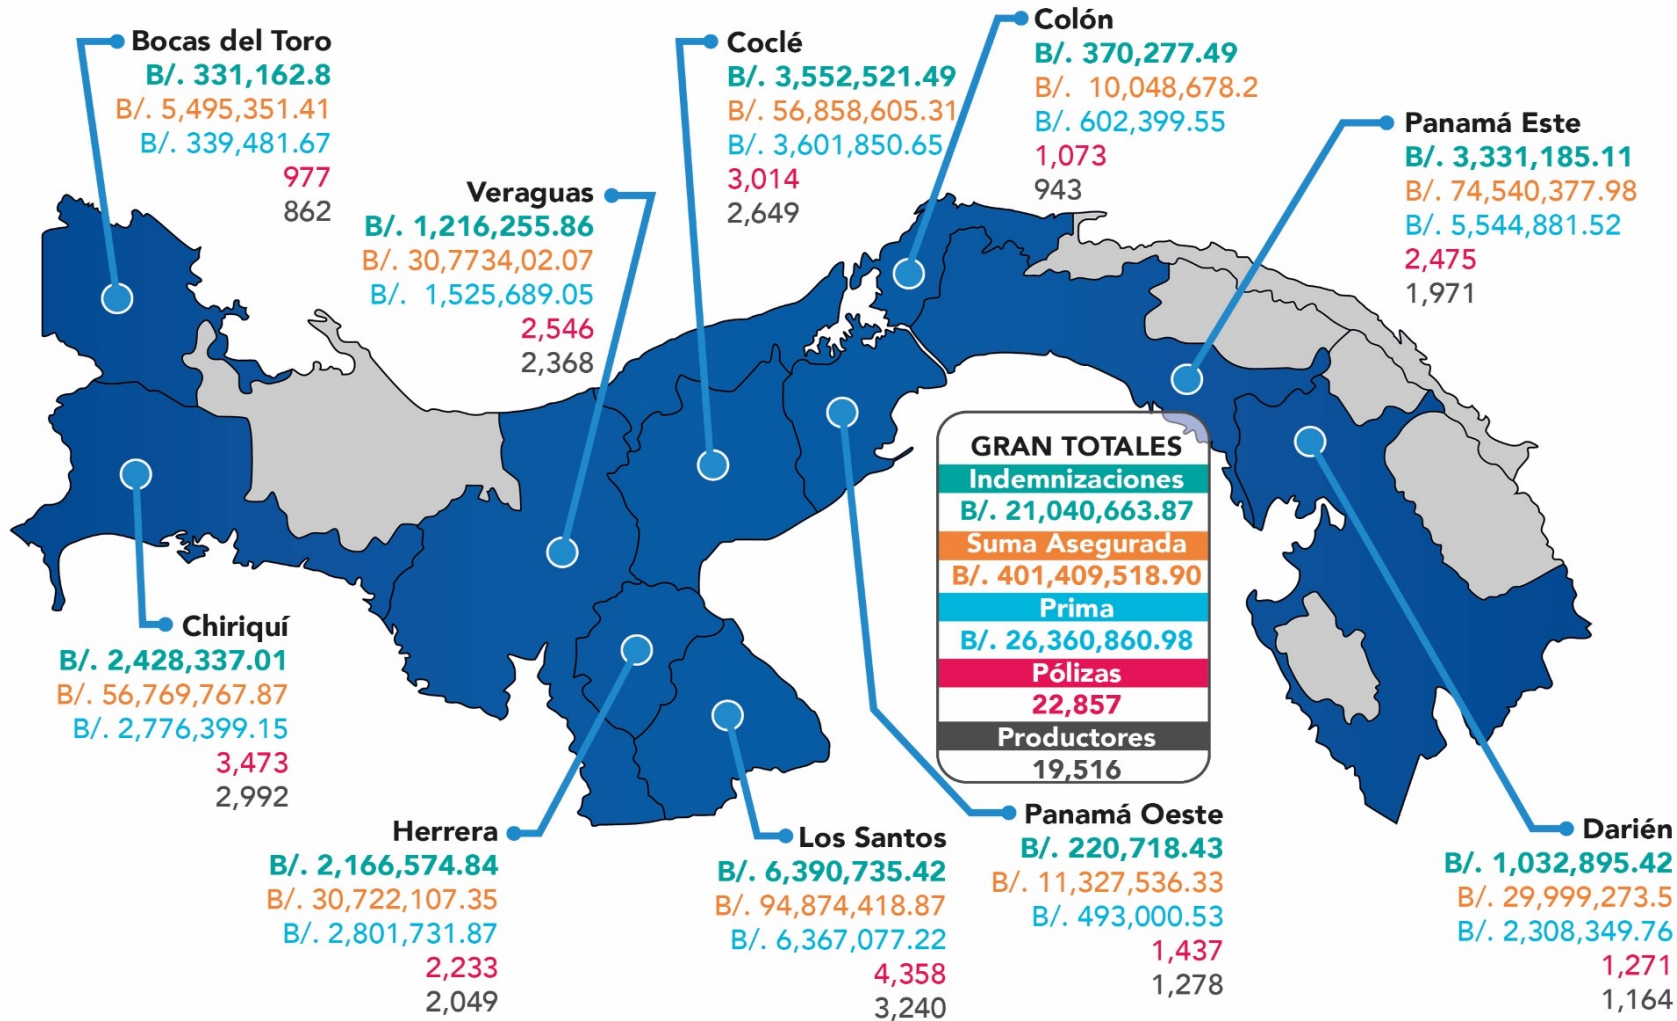 Bocas del Toro
B/. 331,162.8
B/. 5,495,351.41
B/. 339,481.67
977
862
Veraguas
B/. 1,216,255.86
B/. 30,7734,02.07
B/. 1,525,689.05
2,546
2,368
Coclé
B/. 3,552,521.49
B/. 56,858,605.31
B/. 3,601,850.65
3,014
2,649
Colón
B/. 370,277.49
B/. 10,048,678.2
B/. 602,399.55
1,073
943
Panamá Este
B/. 3,331,185.11
B/. 74,540,377.98
B/. 5,544,881.52
2,475
1,971
GRAN TOTALES
Indemnizaciones
B/. 21,040,663.87
Suma Asegurada
B/. 401,409,518.90
Prima
B/. 26,360,860.98
Pólizas
22,857
Productores
19,516
Chiriquí
B/. 2,428,337.01
B/. 56,769,767.87
B/. 2,776,399.15
3,473
2,992
Herrera
B/. 2,166,574.84
B/. 30,722,107.35
B/. 2,801,731.87
2,233
2,049
Los Santos
B/. 6,390,735.42
B/. 94,874,418.87
B/. 6,367,077.22
4,358
3,240
Panamá Oeste
B/. 220,718.43
B/. 11,327,536.33
B/. 493,000.53
1,437
1,278
Darién
B/. 1,032,895.42
B/. 29,999,273.5
B/. 2,308,349.76
1,271
1,164